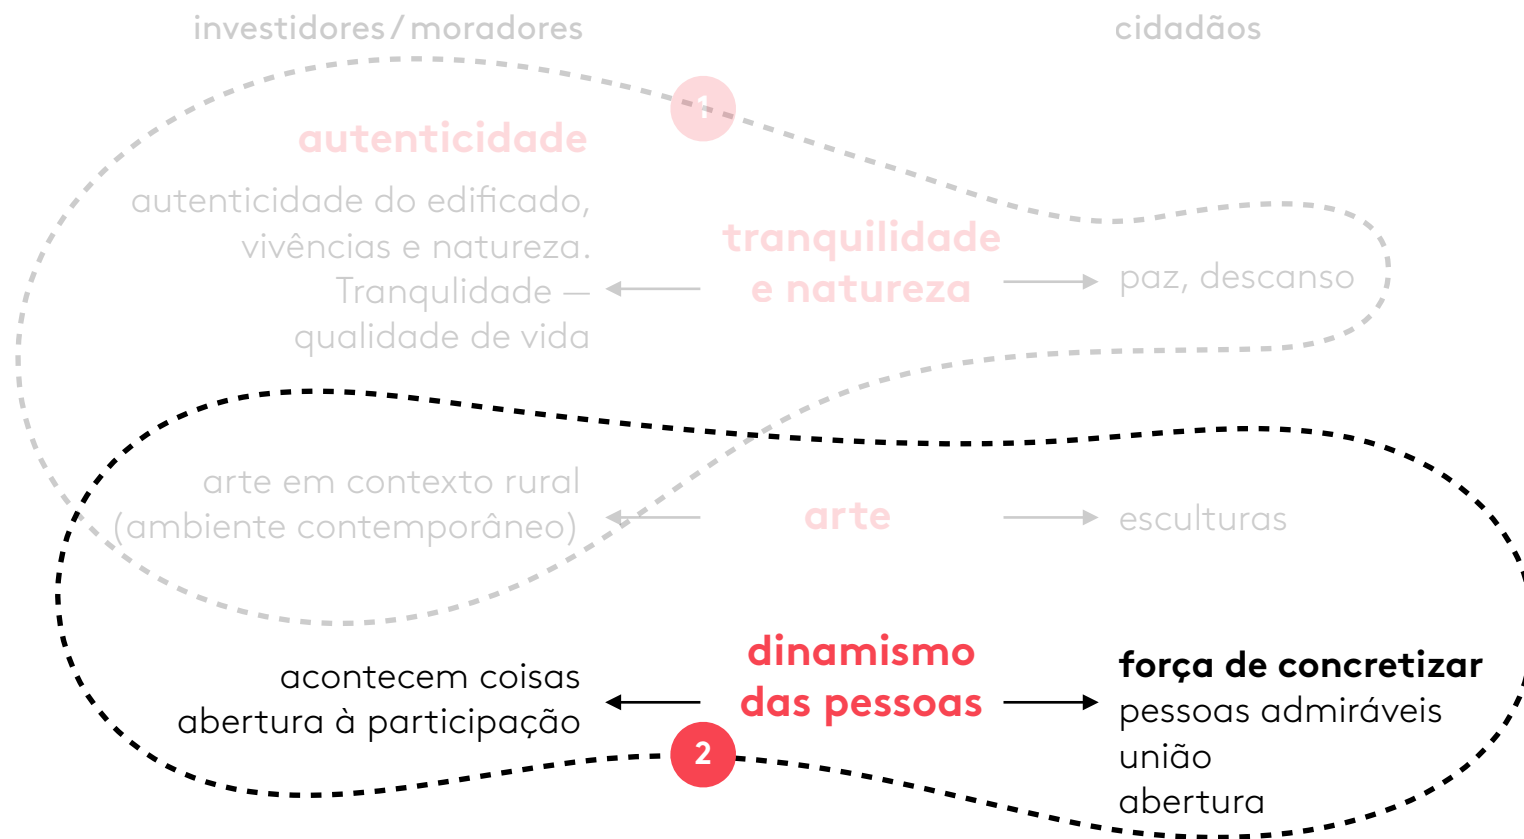 investidores / moradores
cidadãos
1
autenticidade
autenticidade do edificado,
vivências e natureza.
Tranqulidade —
qualidade de vida
tranquilidade
e natureza
paz, descanso
arte em contexto rural
(ambiente contemporâneo)
arte
esculturas
acontecem coisas
abertura à participação
dinamismo
das pessoas
2
força de concretizar
pessoas admiráveis
união
abertura